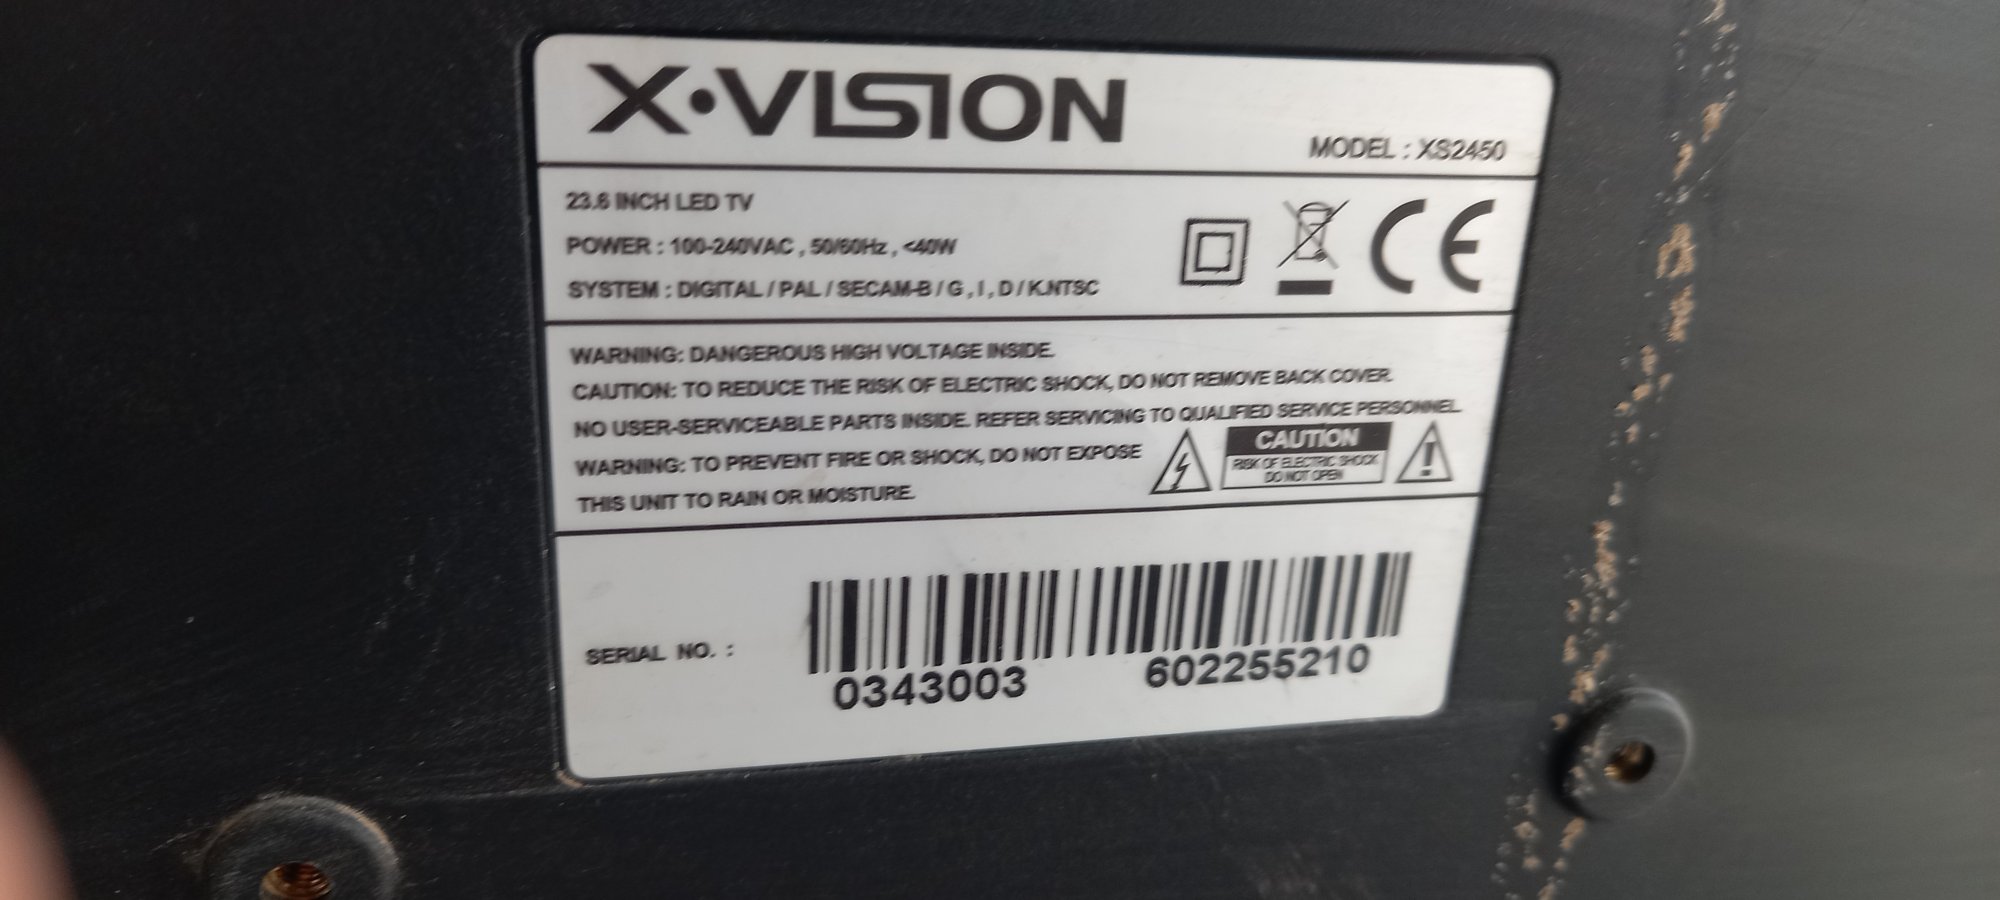 X·VISION
MODEL : XS2450
23.6 INCH LED TV
POWER : 100-240VAC , 50/60Hz , <40W
SYSTEM : DIGITAL / PAL / SECAM-B / G , I , D / K.NTSC
CE
WARNING: DANGEROUS HIGH VOLTAGE INSIDE.
CAUTION: TO REDUCE THE RISK OF ELECTRIC SHOCK, DO NOT REMOVE BACK COVER.
NO USER-SERVICEABLE PARTS INSIDE. REFER SERVICING TO QUALIFIED SERVICE PERSONNEL.
WARNING: TO PREVENT FIRE OR SHOCK, DO NOT EXPOSE
THIS UNIT TO RAIN OR MOISTURE.
CAUTION
RISK OF ELECTRIC SHOCK
DO NOT OPEN
SERIAL NO. :
0343003 602255210